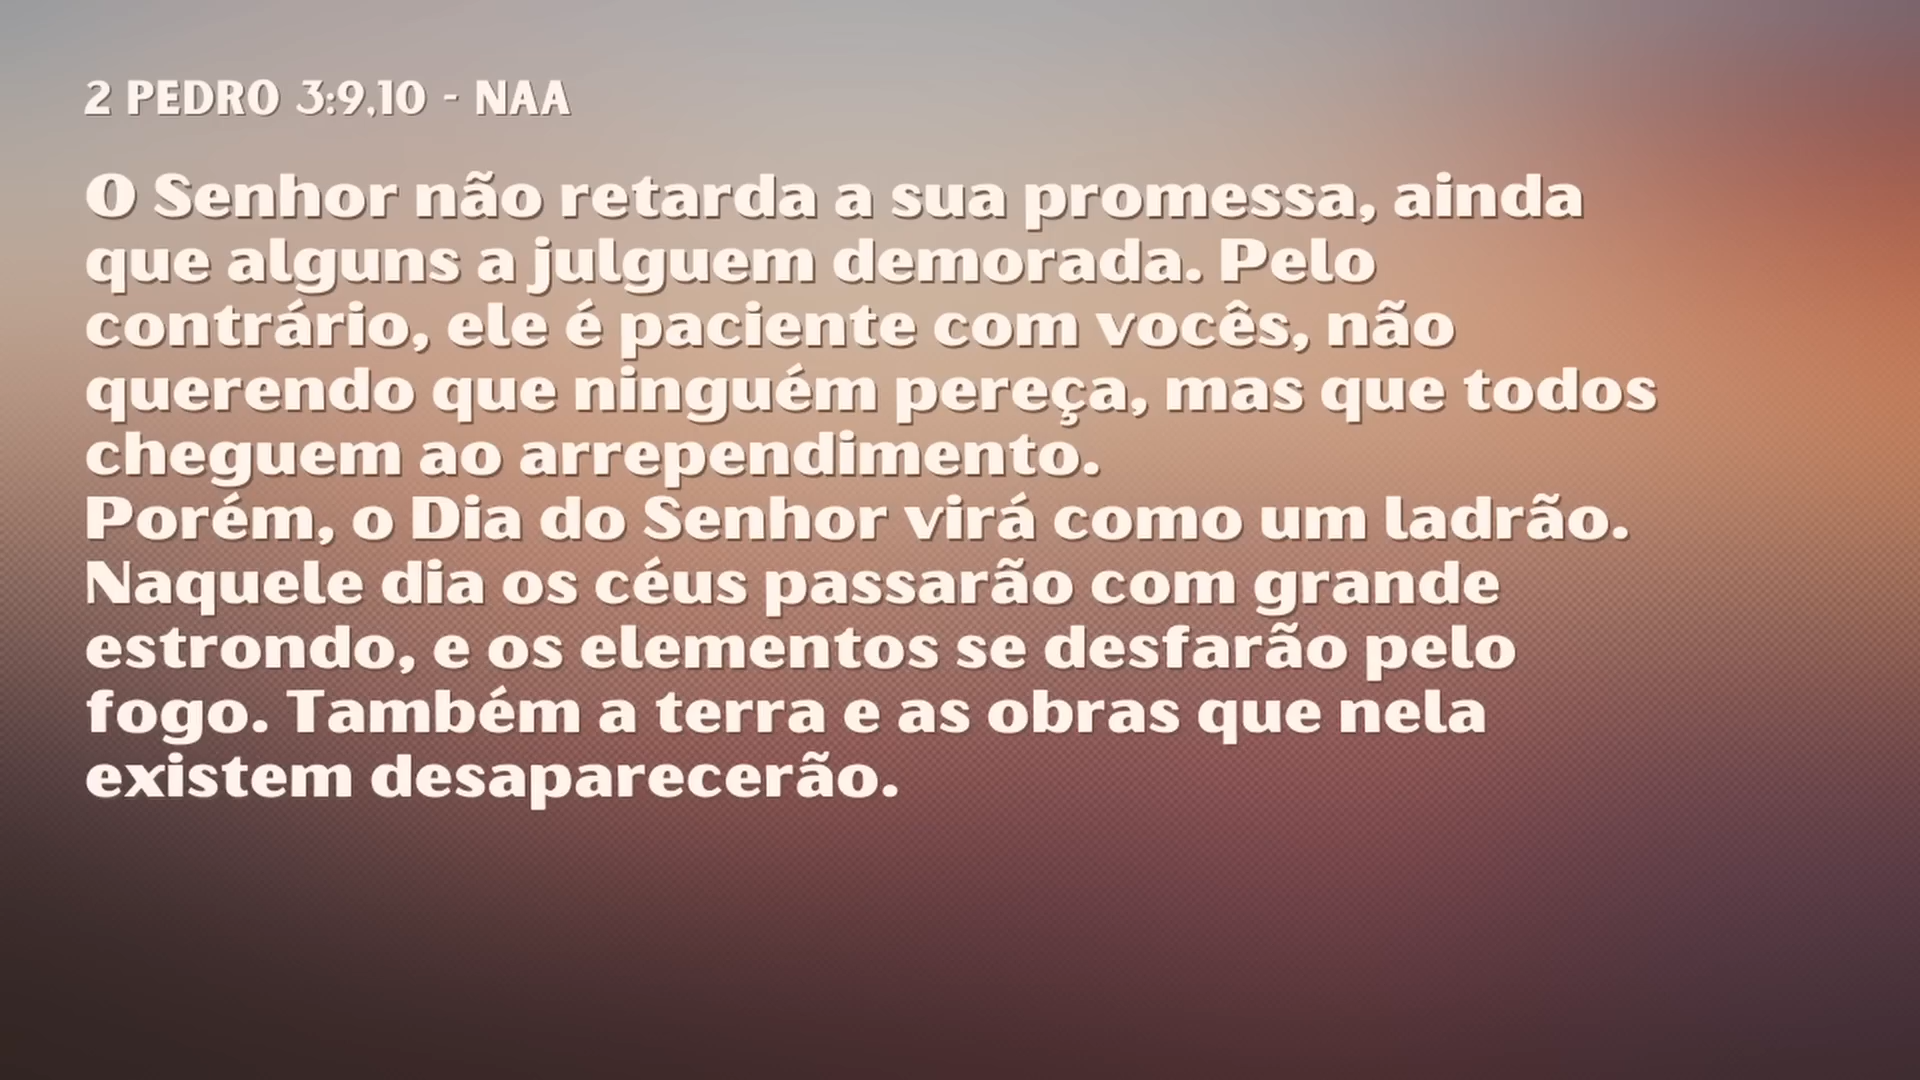 2 PEDRO 3:9,10 - NAA
O Senhor não retarda a sua promessa, ainda
que alguns a julguem demorada. Pelo
contrário, ele é paciente com vocês, não
querendo que ninguém pereça, mas que todos
cheguem ao arrependimento.
Porém, o Dia do Senhor virá como um ladrão.
Naquele dia os céus passarão com grande
estrondo, e os elementos se desfarão pelo
fogo. Também a terra e as obras que nela
existem desaparecerão.